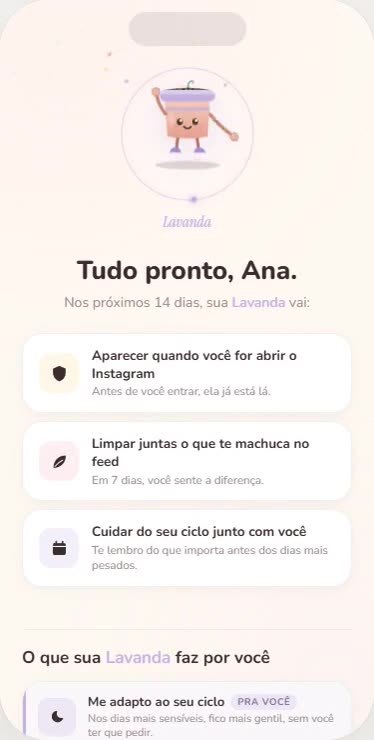 Lavanda
Tudo pronto, Ana.
Nos próximos 14 dias, sua Lavanda vai:
Aparecer quando você for abrir o
Instagram
Antes de você entrar, ela já está lá.
Limpar juntas o que te machuca no
feed
Em 7 dias, você sente a diferença.
Cuidar do seu ciclo junto com você
Te lembro do que importa antes dos dias mais
pesados.
O que sua Lavanda faz por você
Me adapto ao seu ciclo PRA VOCÊ
Nos dias mais sensíveis, fico mais gentil, sem você
ter que pedir.